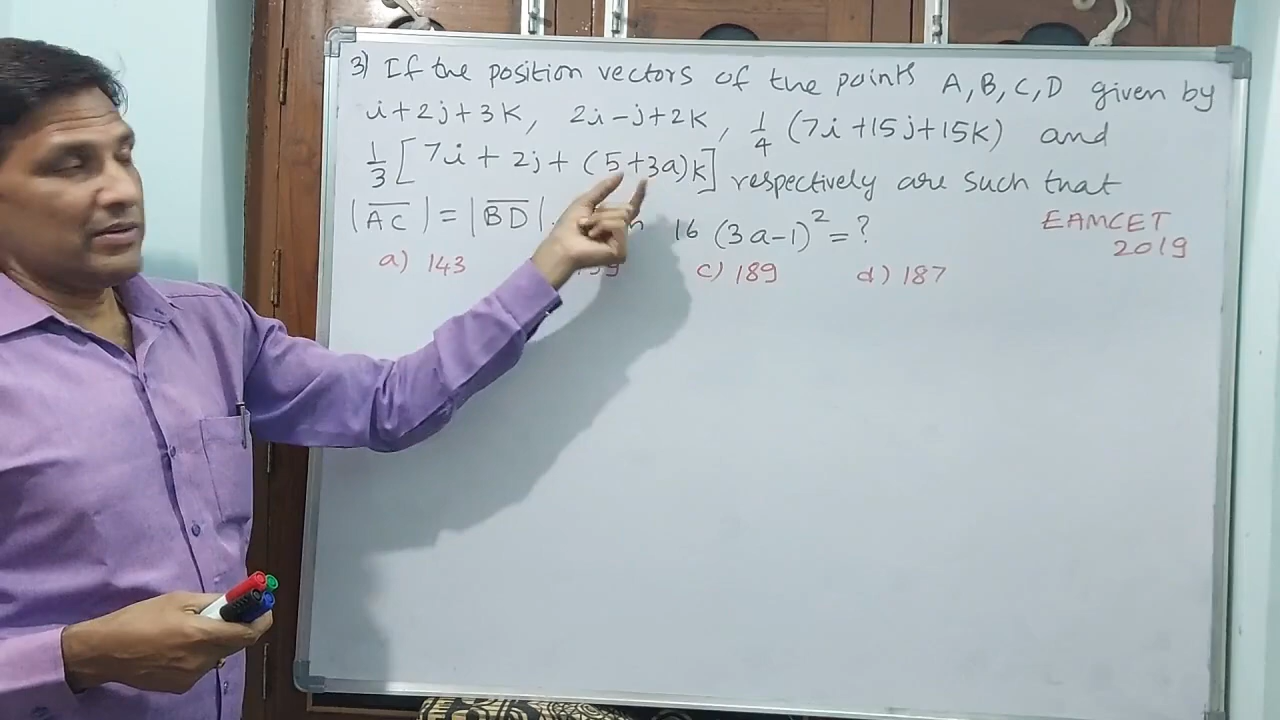 3) If the position vectors of the points A, B, C, D given by
i+2j+3k, 2i-j+2k, 1/4 (7i+15j+15k) and
1/3 [7i+2j+(5+3a)k] respectively are such that
|AC| = |BD|. 16 (3a-1)² = ?
EAMCET
2019
a) 143 c) 189 d) 187